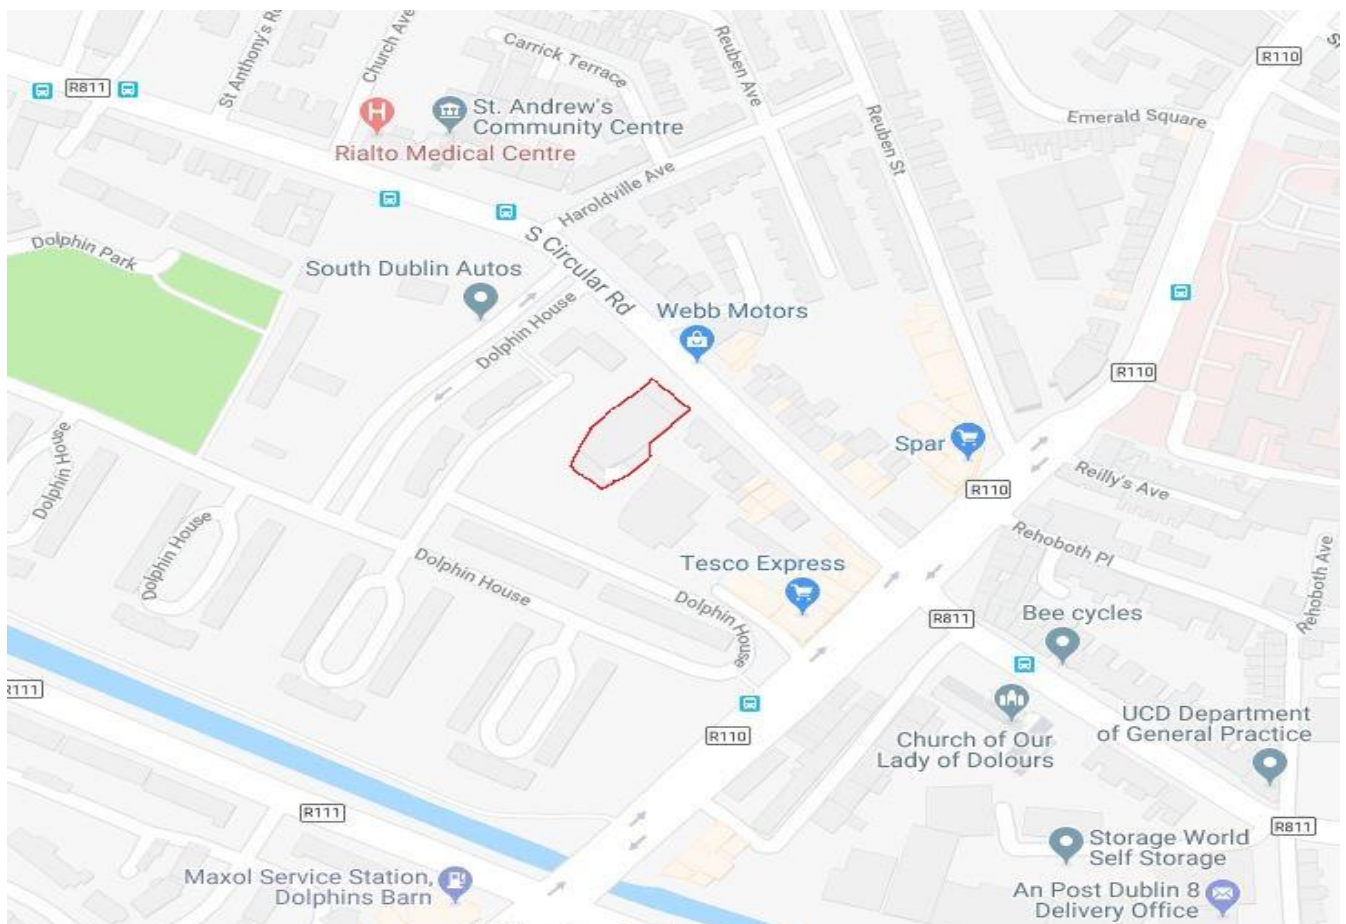 R110
St Anthony's
Church Ave
Carrick Terrace
Reuben Ave
R811
St. Andrew's
Community Centre
Emerald Square
Rialto Medical Centre
Reuben St
Haroldville Ave
Dolphin Park
S Circular Rd
South Dublin Autos
Webb Motors
Dolphin House
R110
Dolphin House
Spar
Reilly's Ave
R110
Dolphin House
Rehoboth Pl
Rehoboth Ave
Dolphin House
Tesco Express
Dolphin House
R811
Bee cycles
R111
UCD Department
of General Practice
R110
Church of Our
Lady of Dolours
R111
R811
Storage World
Self Storage
Maxol Service Station,
Dolphins Barn
An Post Dublin 8
Delivery Office